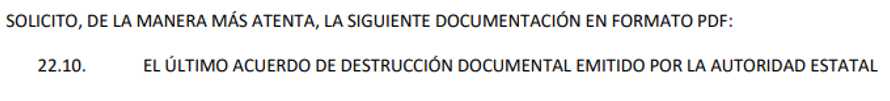 SOLICITO, DE LA MANERA MÁS ATENTA, LA SIGUIENTE DOCUMENTACIÓN EN FORMATO PDF:
22.10. EL ÚLTIMO ACUERDO DE DESTRUCCIÓN DOCUMENTAL EMITIDO POR LA AUTORIDAD ESTATAL